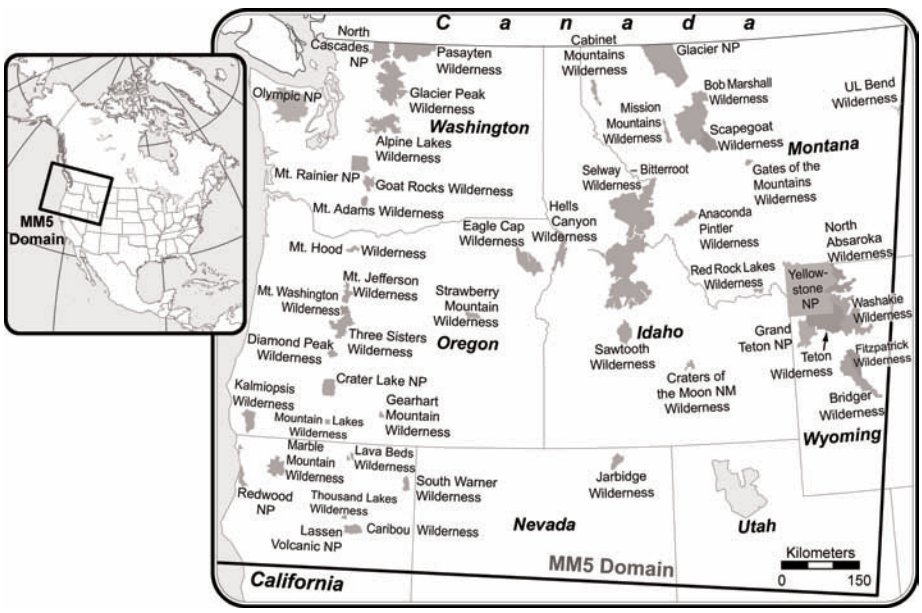 MM5
Domain
C a n a d a
North
Cascades
NP
Pasayten
Wilderness
Olympic NP
Glacier Peak
Wilderness
Washington
Alpine Lakes
Wilderness
Mt. Rainier NP
Goat Rocks Wilderness
Mt. Adams Wilderness
Cabinet
Mountains
Wilderness
Glacier NP
Bob Marshall
Wilderness
UL Bend
Wilderness
Mission
Mountains
Wilderness
Scapegoat
Wilderness
Montana
Selway – Bitterroot
Wilderness
Gates of the
Mountains
Wilderness
Anaconda
Pintler
Wilderness
Hells
Canyon
Wilderness
Eagle Cap
Wilderness
North
Absaroka
Wilderness
Red Rock Lakes
Wilderness
Yellow-
stone
NP
Washakie
Wilderness
Mt. Hood Wilderness
Mt. Jefferson
Wilderness
Mt. Washington
Wilderness
Strawberry
Mountain
Wilderness
Three Sisters
Wilderness
Oregon
Diamond Peak
Wilderness
Idaho
Sawtooth
Wilderness
Grand
Teton NP
Teton
Wilderness
Fitzpatrick
Wilderness
Craters of
the Moon NM
Wilderness
Bridger
Wilderness
Wyoming
Crater Lake NP
Kalmiopsis
Wilderness
Gearhart
Mountain
Wilderness
Mountain Lakes
Wilderness
Marble
Mountain
Wilderness
Lava Beds
Wilderness
South Warner
Wilderness
Jarbidge
Wilderness
Redwood
NP
Thousand Lakes
Wilderness
Lassen
Volcanic NP
Caribou Wilderness
Nevada
Utah
MM5 Domain
California
Kilometers
0 150